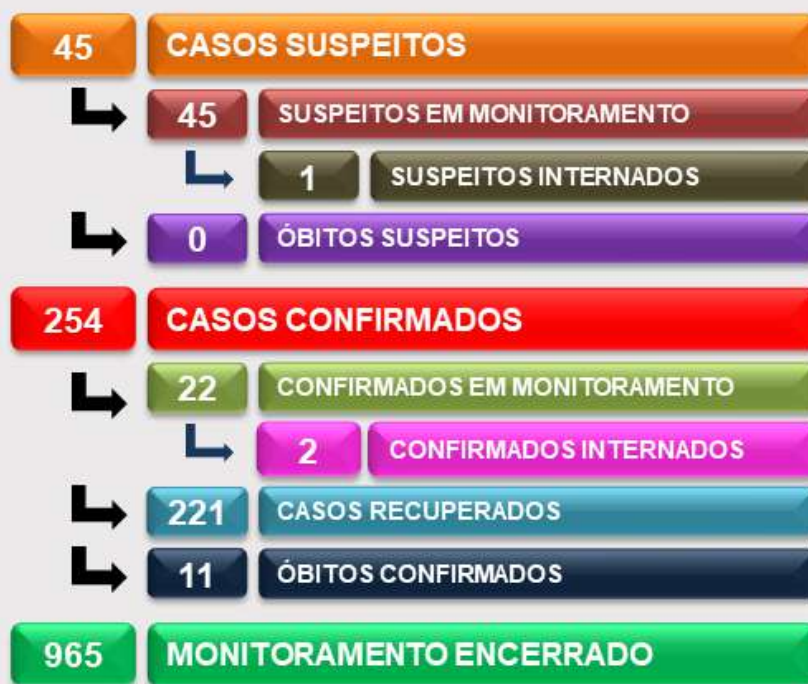 45 CASOS SUSPEITOS
45 SUSPEITOS EM MONITORAMENTO
1 SUSPEITOS INTERNADOS
0 ÓBITOS SUSPEITOS
254 CASOS CONFIRMADOS
22 CONFIRMADOS EM MONITORAMENTO
2 CONFIRMADOS INTERNADOS
221 CASOS RECUPERADOS
11 ÓBITOS CONFIRMADOS
965 MONITORAMENTO ENCERRADO